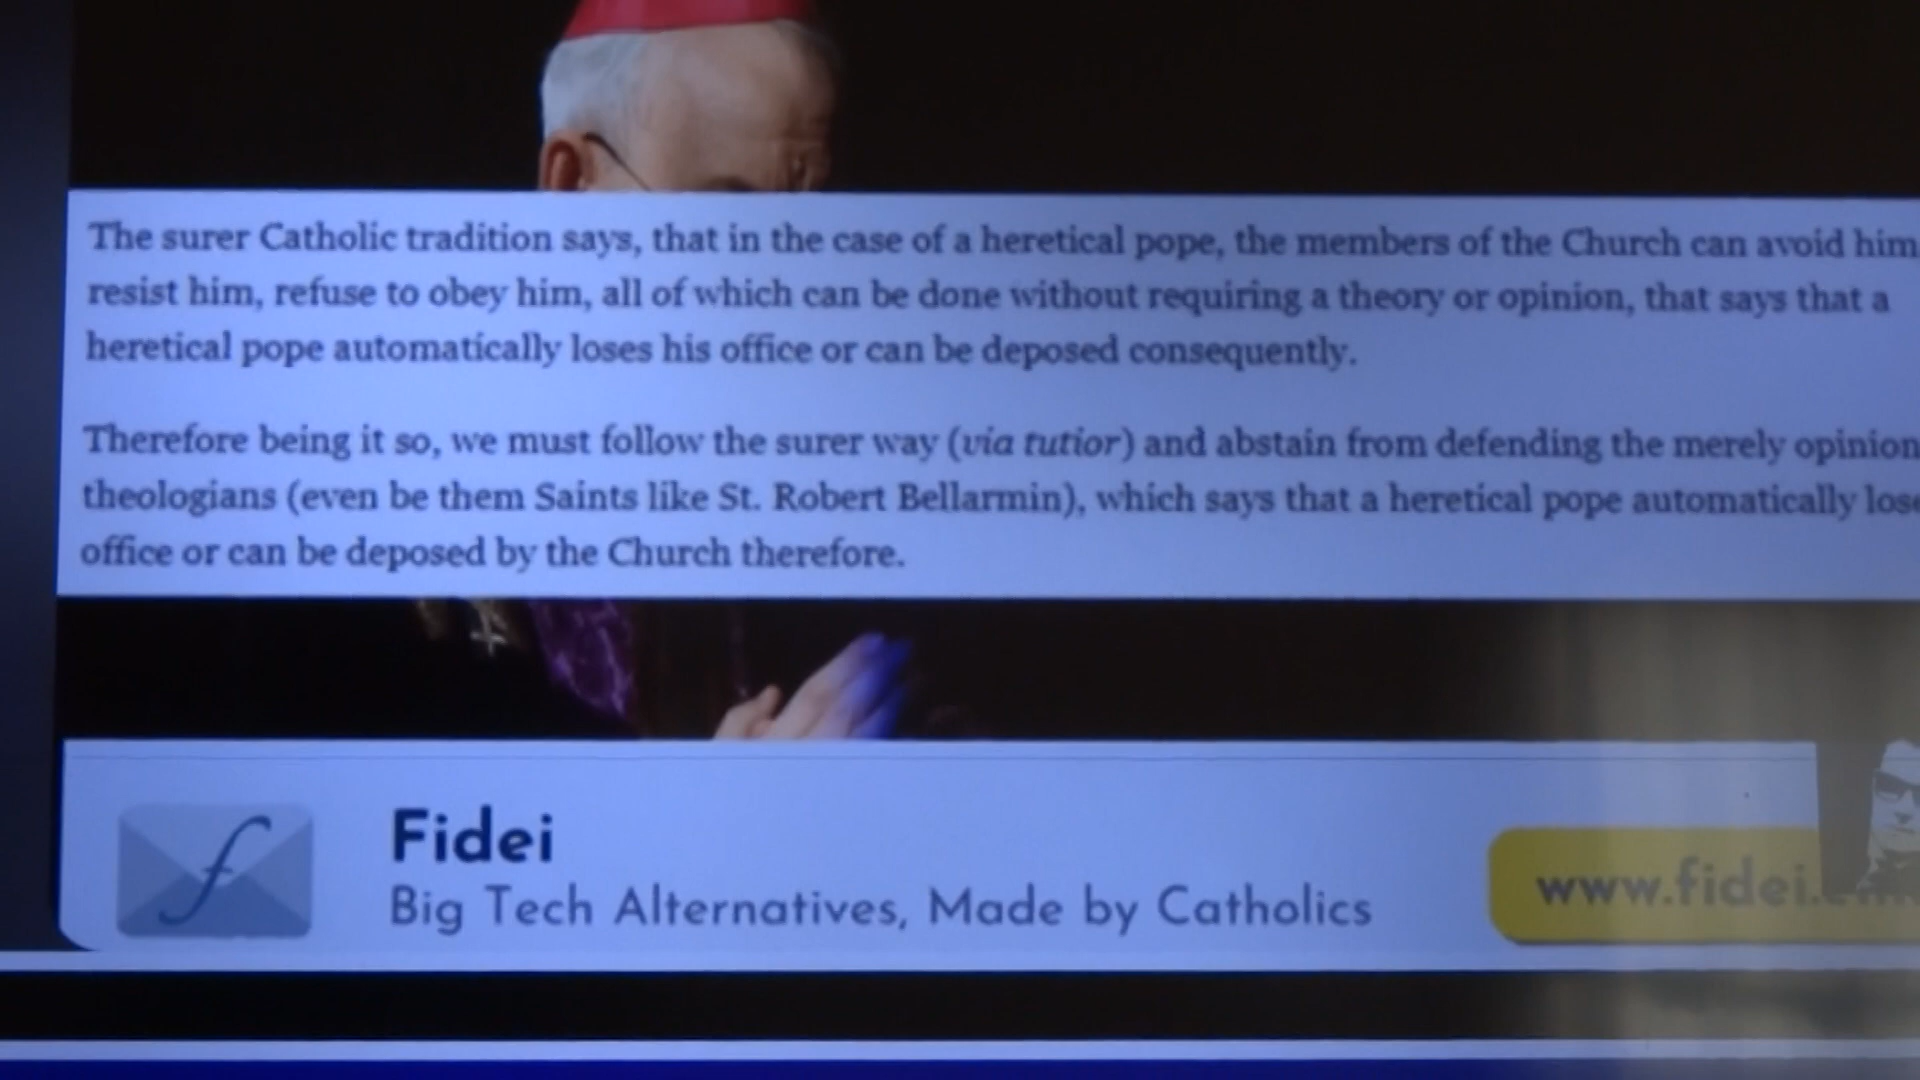 The surer Catholic tradition says, that in the case of a heretical pope, the members of the Church can avoid him
resist him, refuse to obey him, all of which can be done without requiring a theory or opinion, that says that a
heretical pope automatically loses his office or can be deposed consequently.
Therefore being it so, we must follow the surer way (via tutior) and abstain from defending the merely opinion
theologians (even be them Saints like St. Robert Bellarmin), which says that a heretical pope automatically lose
office or can be deposed by the Church therefore.
f
Fidei
Big Tech Alternatives, Made by Catholics
www.fidei.